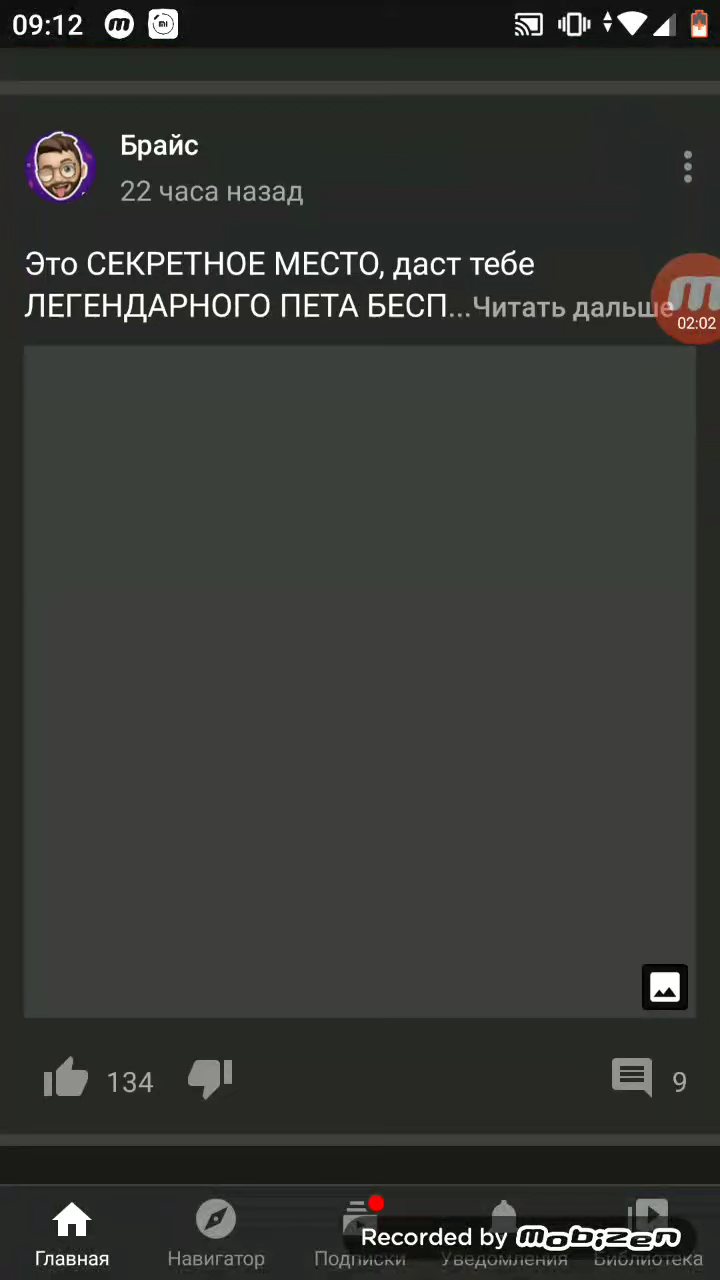 09:12
Брайс
22 часа назад
Это СЕКРЕТНОЕ МЕСТО, даст тебе
ЛЕГЕНДАРНОГО ПЕТА БЕСП...Читать дальше
02:02
134
9
Recorded by Mobizen
Главная
Навигатор
Подписки
Уведомления
Библиотека